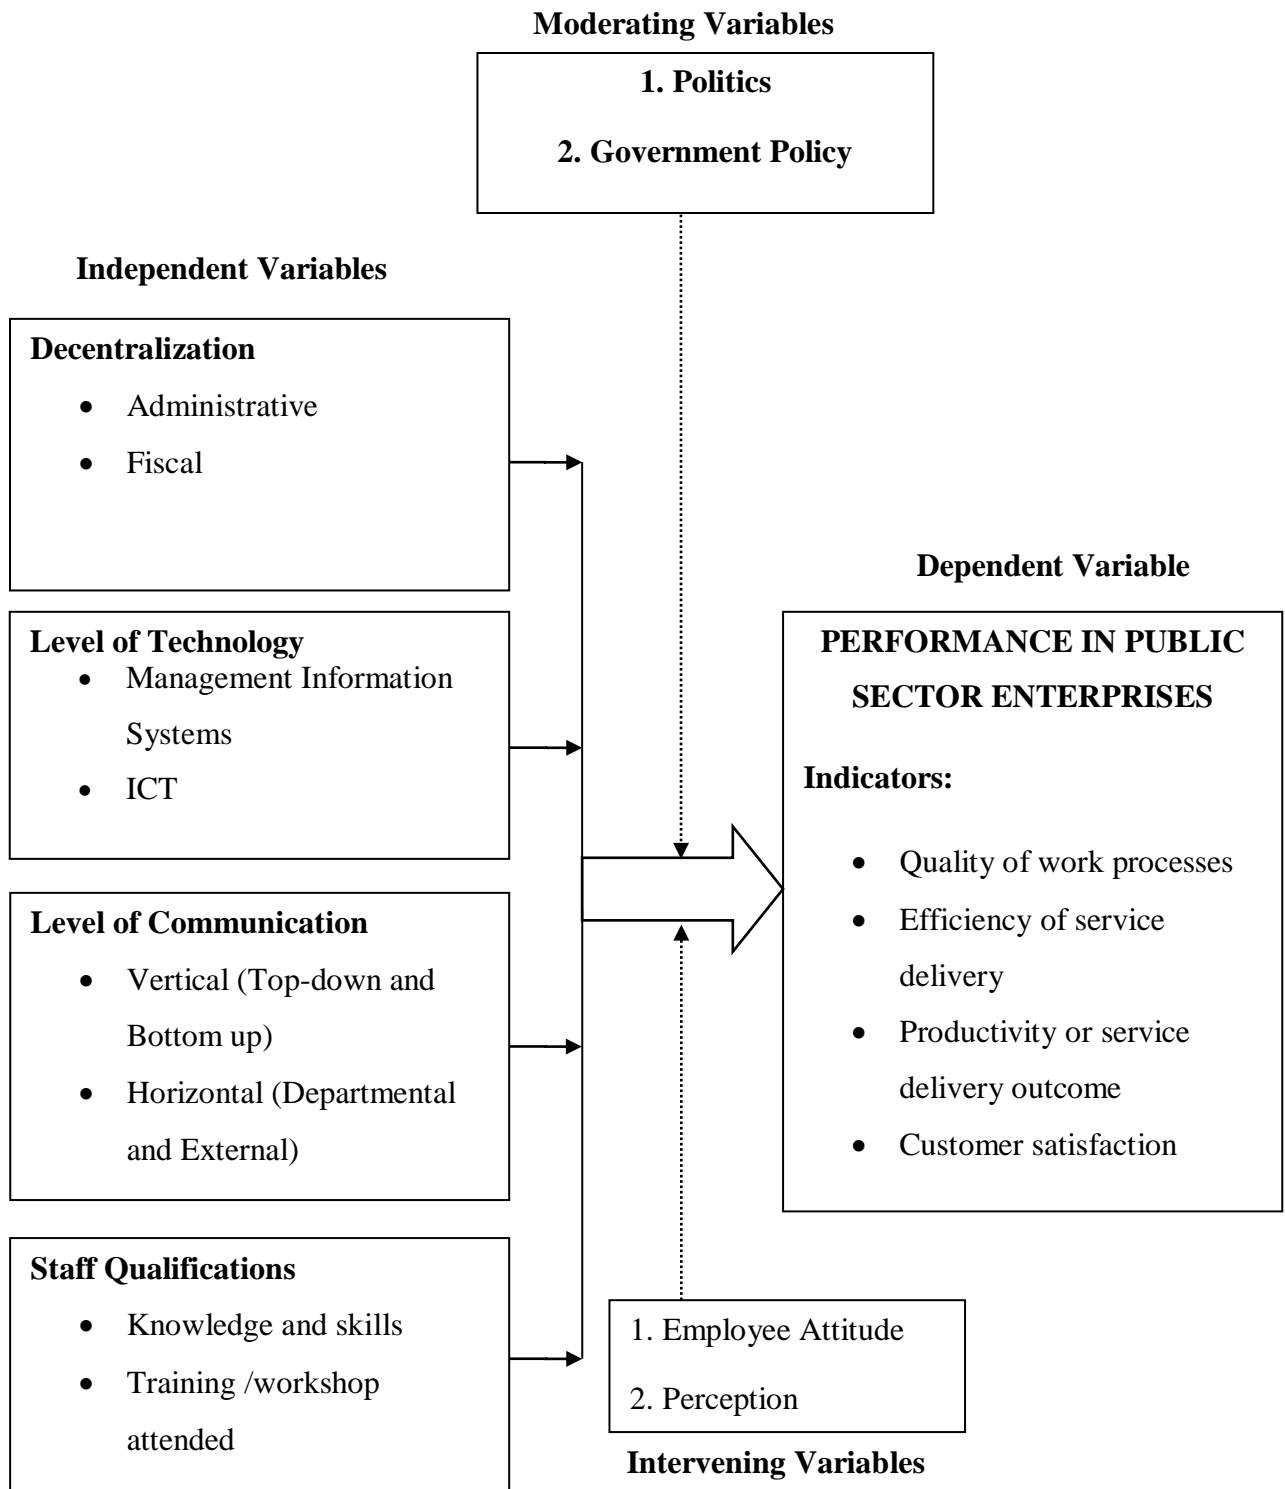 Moderating Variables
1. Politics
2. Government Policy
Independent Variables
Decentralization
• Administrative
• Fiscal
Level of Technology
• Management Information
Systems
• ICT
Level of Communication
• Vertical (Top-down and
Bottom up)
• Horizontal (Departmental
and External)
Staff Qualifications
• Knowledge and skills
• Training /workshop
attended
Dependent Variable
PERFORMANCE IN PUBLIC
SECTOR ENTERPRISES
Indicators:
• Quality of work processes
• Efficiency of service
delivery
• Productivity or service
delivery outcome
• Customer satisfaction
1. Employee Attitude
2. Perception
Intervening Variables